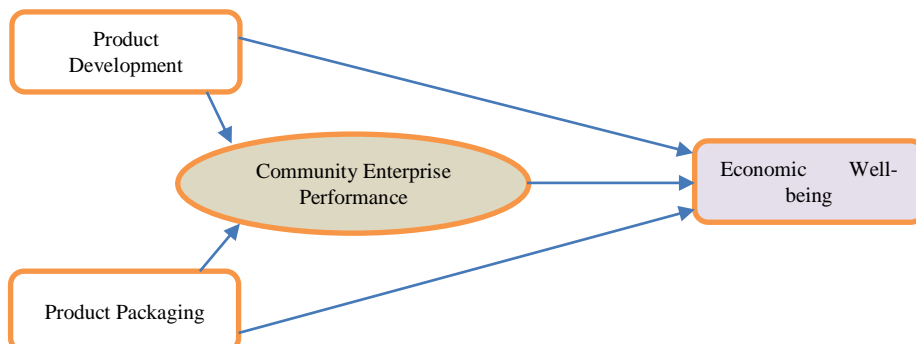 Product
Development
Community Enterprise
Performance
Economic Well-
being
Product Packaging